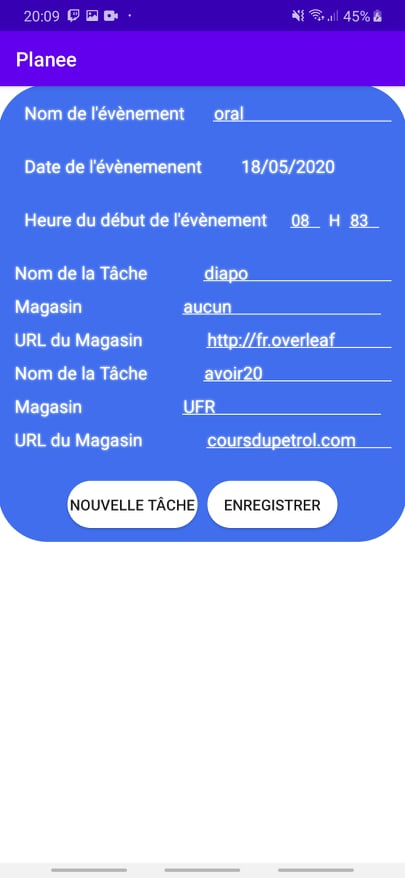 20:09 45%
Planee
Nom de l'évènement oral
Date de l'évènemenent 18/05/2020
Heure du début de l'évènement 08 H 83
Nom de la Tâche diapo
Magasin aucun
URL du Magasin http://fr.overleaf
Nom de la Tâche avoir20
Magasin UFR
URL du Magasin coursdupetrol.com
NOUVELLE TÂCHE ENREGISTRER